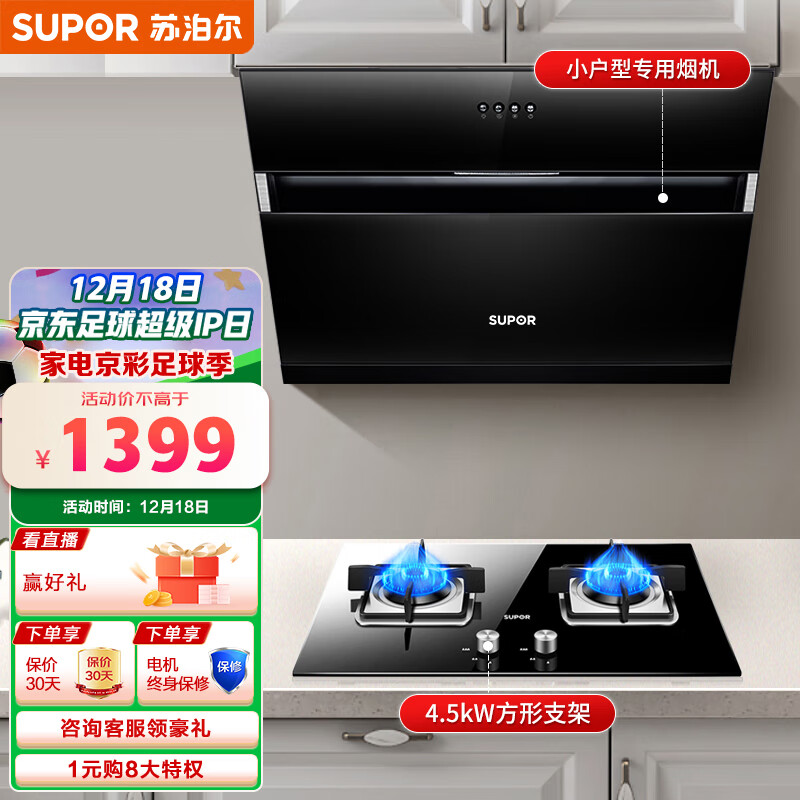 SUPOR 苏泊尔
小户型专用烟机
SUPOR
12月18日
京东足球超级IP日
家电京彩足球季
活动价不高于
¥1399
活动时间：12月18日
看直播
赢好礼
下单享
保价
30天
保价
30天
下单享
电机
终身保修
保修
咨询客服领豪礼
1元购8大特权
SUPOR
4.5kW方形支架